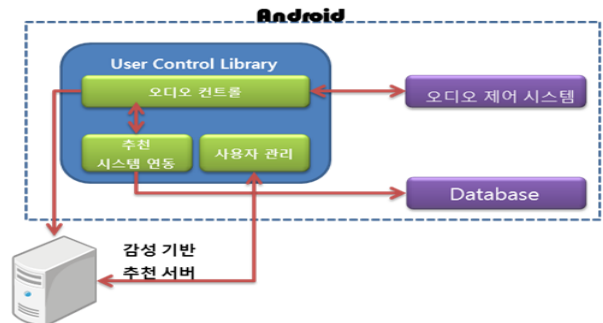 Android
User Control Library
오디오 컨트롤
오디오 제어 시스템
추천
시스템 연동
사용자 관리
Database
감성 기반
추천 서버